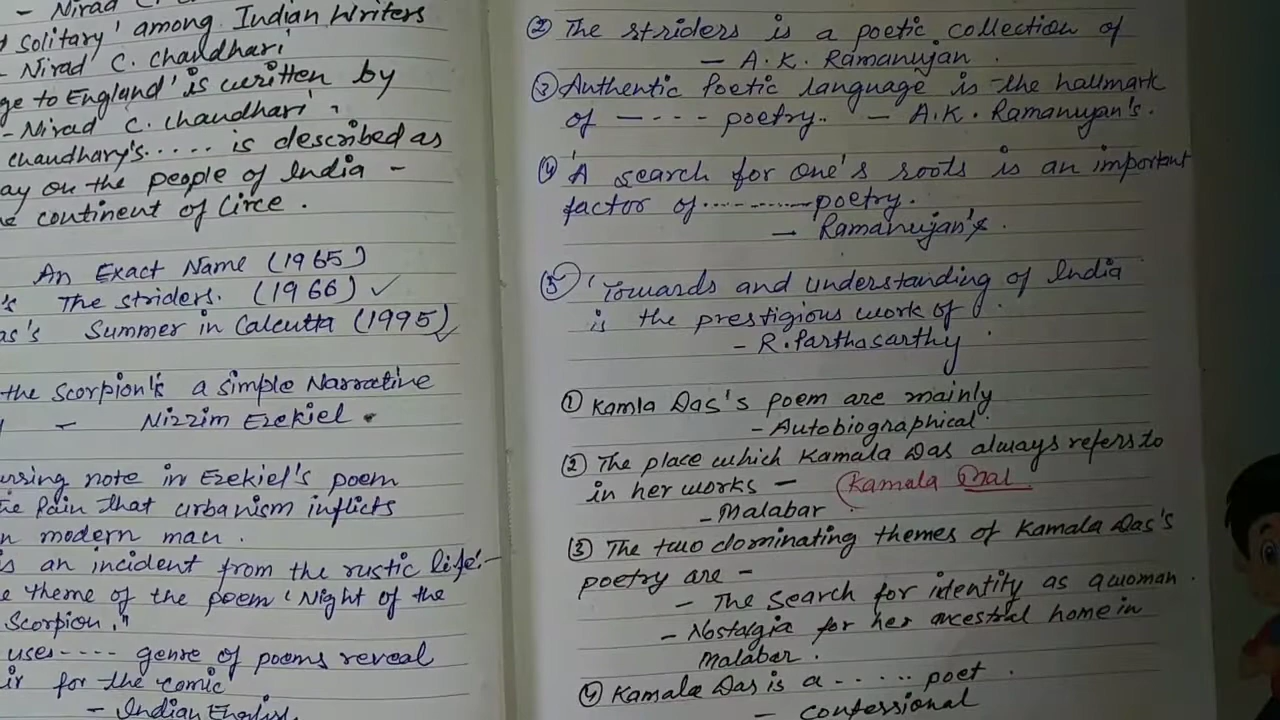 - Nirad
Solitary' among Indian Writers
- Nirad C. Chaudhari
ge to England' is written by
- Nirad C. Chaudhari'
Chaudhary's..... is described as
ay on the people of India -
e continent of Circe.
An Exact Name (1965)
's The Striders. (1966) ✓
as's Summer in Calcutta (1995)
the Scorpion's a simple Narrative
- Nizzim Ezekiel
ursing note in Ezekiel's poem
Pain that urbanism inflicts
n modern man.
is an incident from the rustic life:-
e theme of the poem 'Night of the
Scorpion,"
uses---- genre of poems reveal
ir for the comic
- Indian English.
② The Striders is a poetic collection of
- A.K. Ramanujan.
③ Authentic Poetic language is the hallmark
of ---- poetry. - A.K. Ramanuyan's.
④ 'A search for one's roots is an important
factor of............poetry.
- Ramanujan's.
⑤ 'Towards and understanding of India
is the prestigious work of
- R. Parthasarthy
① Kamla Das's poem are mainly
- Autobiographical.
② The place which Kamala Das always refers to
in her works - (Kamala Das
- Malabar
③ The two dominating themes of Kamala Das's
poetry are -
- The Search for identity as a woman.
- Nostalgia for her ancestral home in
Malabar.
④ Kamala Das is a ...... poet.
- confessional